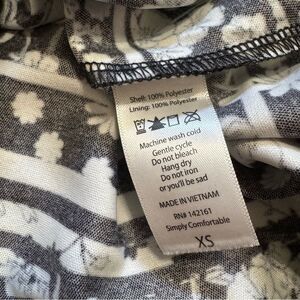 Shell: 100% Polyester
Lining: 100% Polyester
Machine wash cold
Gentle cycle
Do not bleach
Hang dry
Do not iron
or you'll be sad
MADE IN VIETNAM
RN# 142161
Simply Comfortable
XS